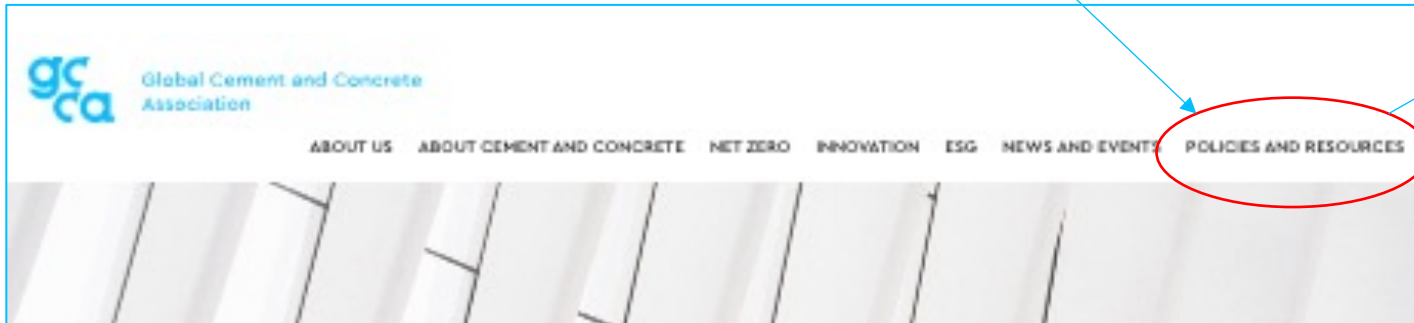 gc
ca
Global Cement and Concrete
Association
ABOUT US ABOUT CEMENT AND CONCRETE NET ZERO INNOVATION ESG NEWS AND EVENTS POLICIES AND RESOURCES